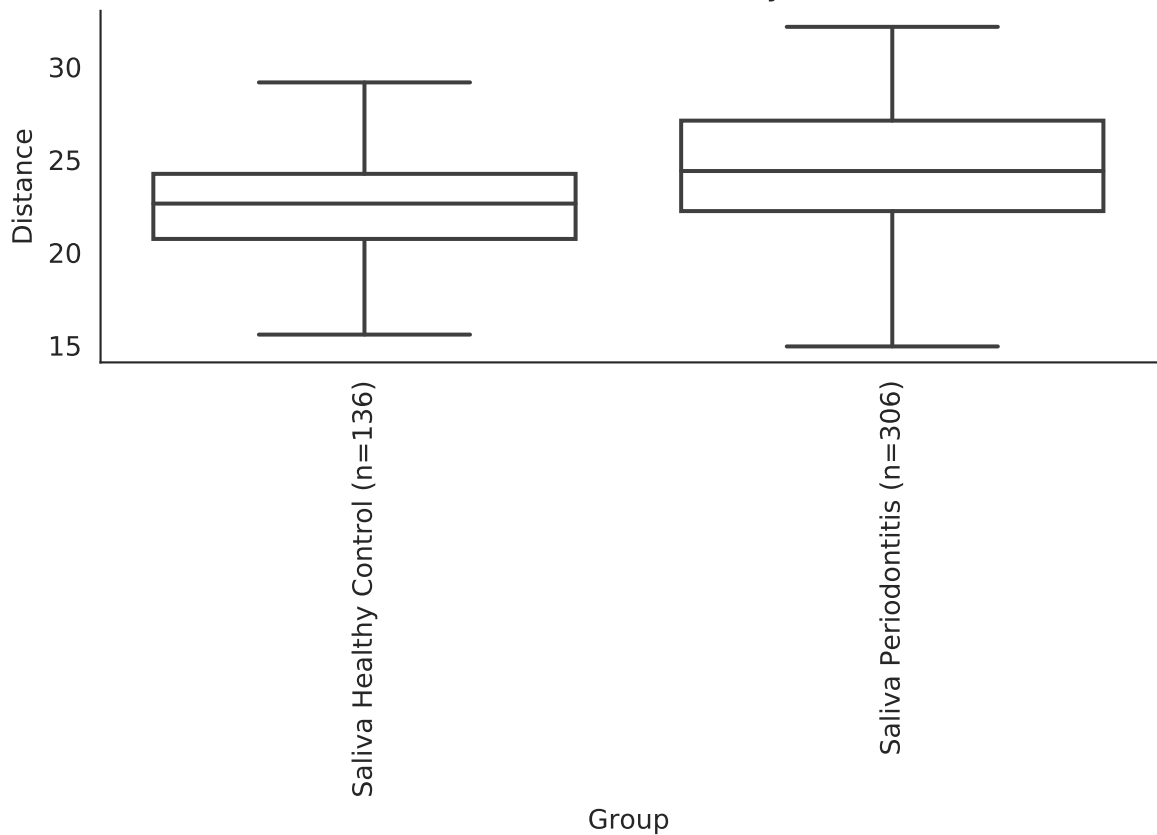 30
25
20
15
Distance
Saliva Healthy Control (n=136)
Saliva Periodontitis (n=306)
Group